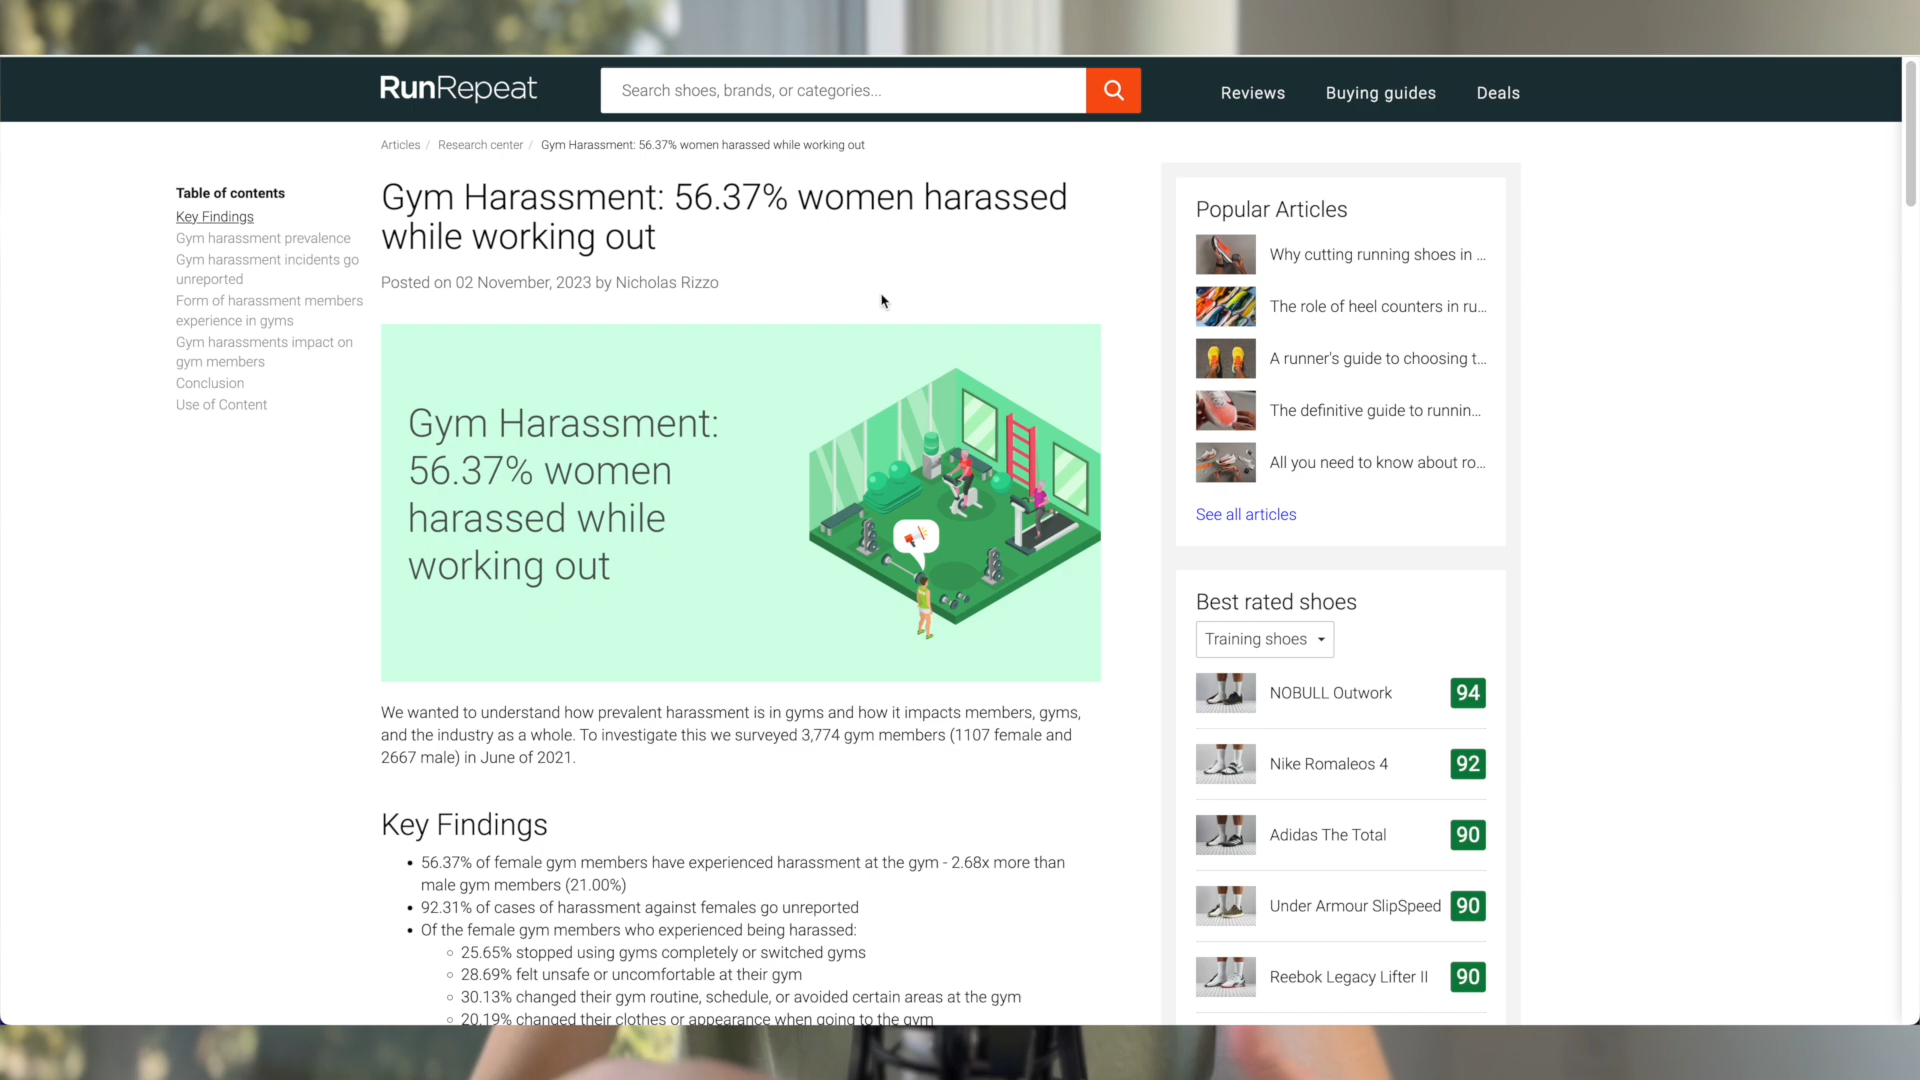 RunRepeat
Search shoes, brands, or categories...
Reviews
Buying guides
Deals
Articles / Research center / Gym Harassment: 56.37% women harassed while working out
Table of contents
Key Findings
Gym harassment prevalence
Gym harassment incidents go
unreported
Form of harassment members
experience in gyms
Gym harassments impact on
gym members
Conclusion
Use of Content
Gym Harassment: 56.37% women harassed
while working out
Posted on 02 November, 2023 by Nicholas Rizzo
Gym Harassment:
56.37% women
harassed while
working out
We wanted to understand how prevalent harassment is in gyms and how it impacts members, gyms,
and the industry as a whole. To investigate this we surveyed 3,774 gym members (1107 female and
2667 male) in June of 2021.
Key Findings
• 56.37% of female gym members have experienced harassment at the gym - 2.68x more than
male gym members (21.00%)
• 92.31% of cases of harassment against females go unreported
• Of the female gym members who experienced being harassed:
○ 25.65% stopped using gyms completely or switched gyms
○ 28.69% felt unsafe or uncomfortable at their gym
○ 30.13% changed their gym routine, schedule, or avoided certain areas at the gym
○ 20.19% changed their clothes or appearance when going to the gym
Popular Articles
Why cutting running shoes in ...
The role of heel counters in ru...
A runner's guide to choosing t...
The definitive guide to runnin...
All you need to know about ro...
See all articles
Best rated shoes
Training shoes
NOBULL Outwork 94
Nike Romaleos 4 92
Adidas The Total 90
Under Armour SlipSpeed 90
Reebok Legacy Lifter II 90